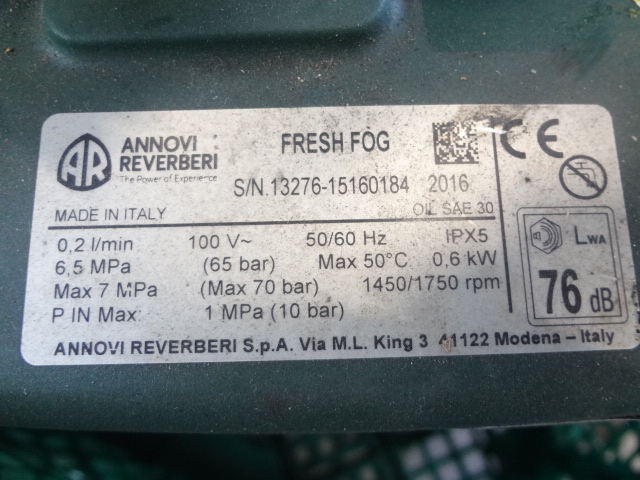 AR
ANNOVI
REVERBERI
The Power of Experience
FRESH FOG
CE
S/N.13276-15160184 2016
MADE IN ITALY
OIL SAE 30
0,2 l/min 100 V~ 50/60 Hz IPX5
6,5 MPa (65 bar) Max 50°C 0,6 kW
Max 7 MPa (Max 70 bar) 1450/1750 rpm
P IN Max: 1 MPa (10 bar)
LWA
76 dB
ANNOVI REVERBERI S.p.A. Via M.L. King 3 41122 Modena – Italy